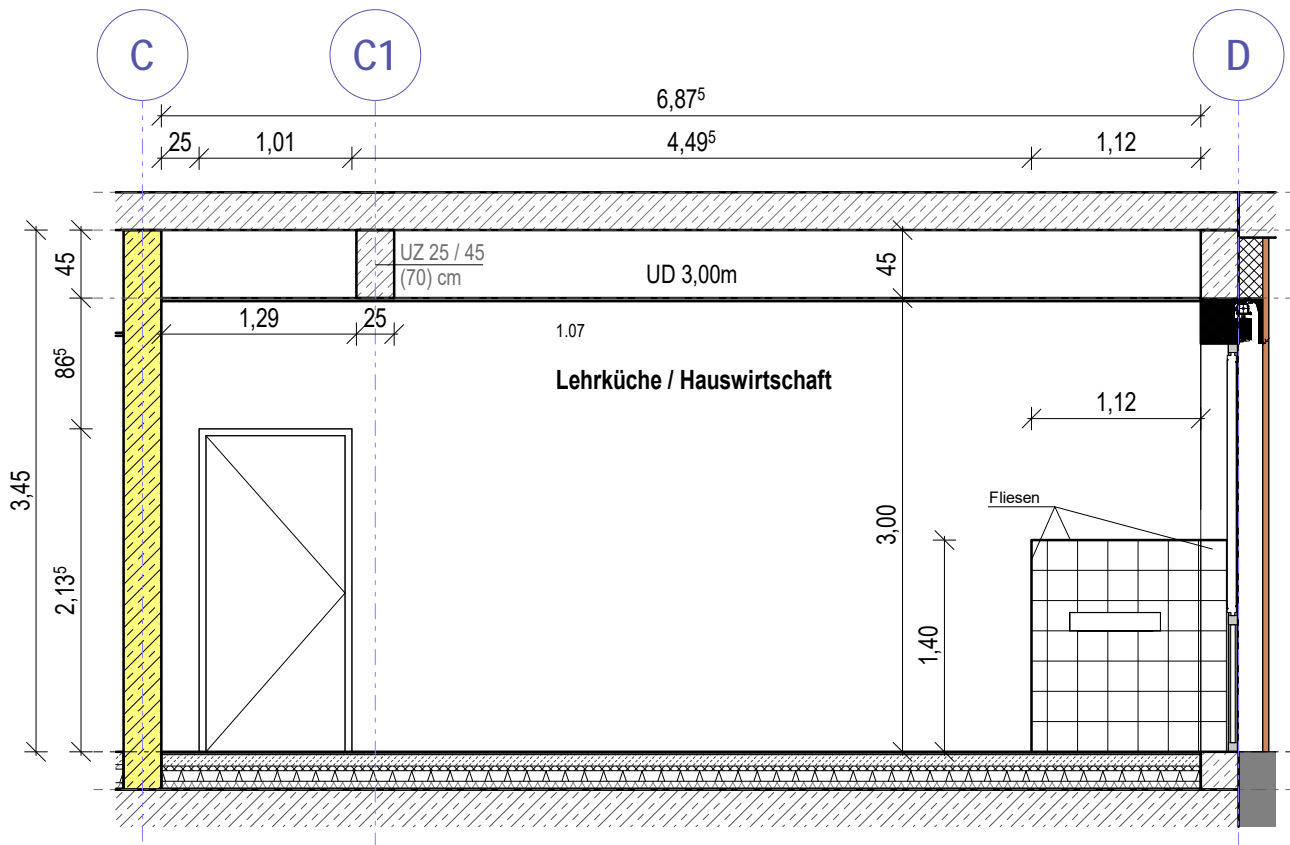 C C1 D
6,87⁵
25 1,01 4,49⁵ 1,12
45
UZ 25 / 45
(70) cm
UD 3,00m
45
1,29 25
1.07
86⁵
Lehrküche / Hauswirtschaft
1,12
3,45
Fliesen
3,00
2,13⁵
1,40